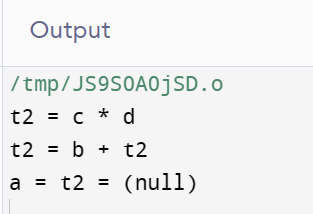 Output
/tmp/JS9SOAOjSD.o
t2 = c * d
t2 = b + t2
a = t2 = (null)